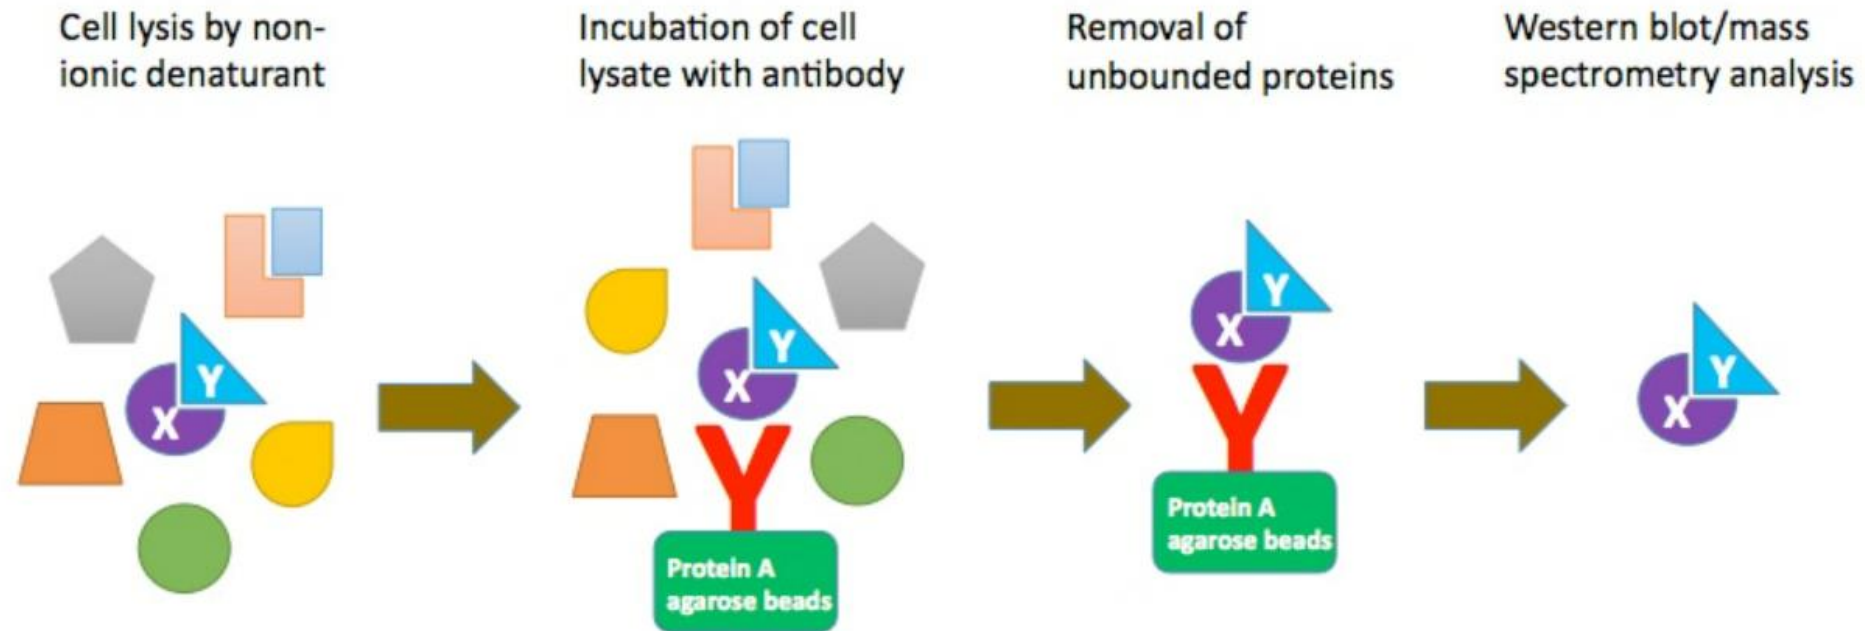 Cell lysis by non-
ionic denaturant
Incubation of cell
lysate with antibody
Removal of
unbounded proteins
Western blot/mass
spectrometry analysis
Y
X
Y
X
Protein A
agarose beads
Y
X
Protein A
agarose beads
Y
X